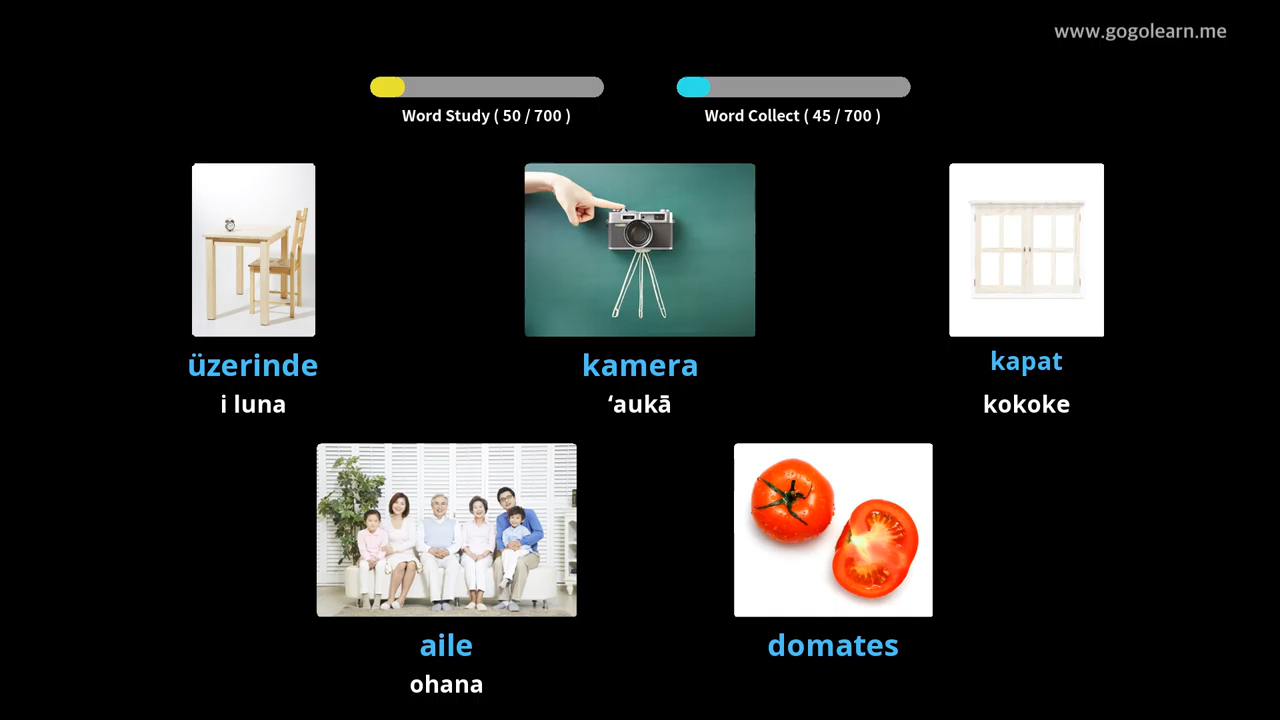 www.gogolearn.me
Word Study ( 50 / 700 )
Word Collect ( 45 / 700 )
üzerinde
i luna
kamera
ʻaukā
kapat
kokoke
aile
ohana
domates